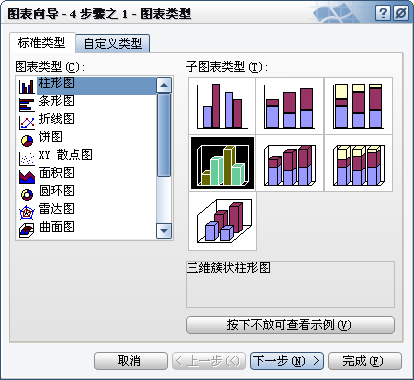 图表向导 - 4 步骤之 1 - 图表类型
标准类型 自定义类型
图表类型(C):
柱形图
条形图
折线图
饼图
XY 散点图
面积图
圆环图
雷达图
曲面图
子图表类型(T):
三维簇状柱形图
按下不放可查看示例(V)
取消 < 上一步(<) 下一步(N) > 完成(F)